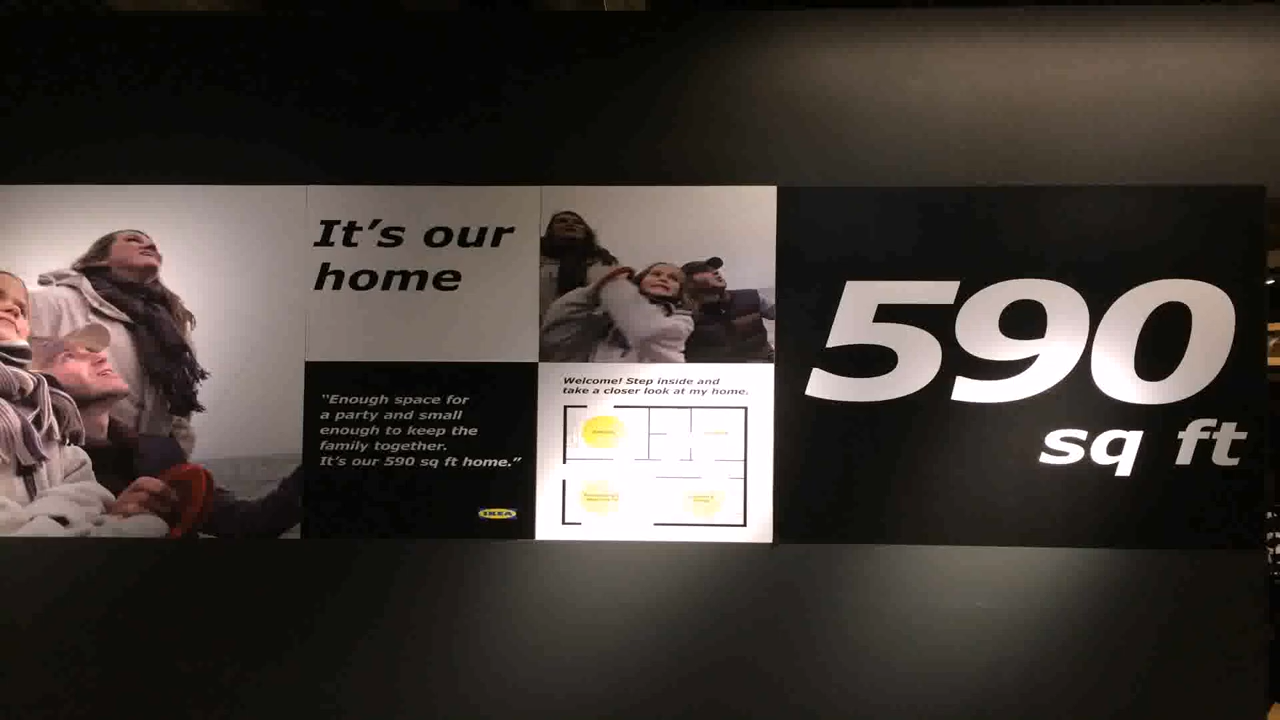 It's our
home
"Enough space for
a party and small
enough to keep the
family together.
It's our 590 sq ft home."
IKEA
Welcome! Step inside and
take a closer look at my home.
590
sq ft